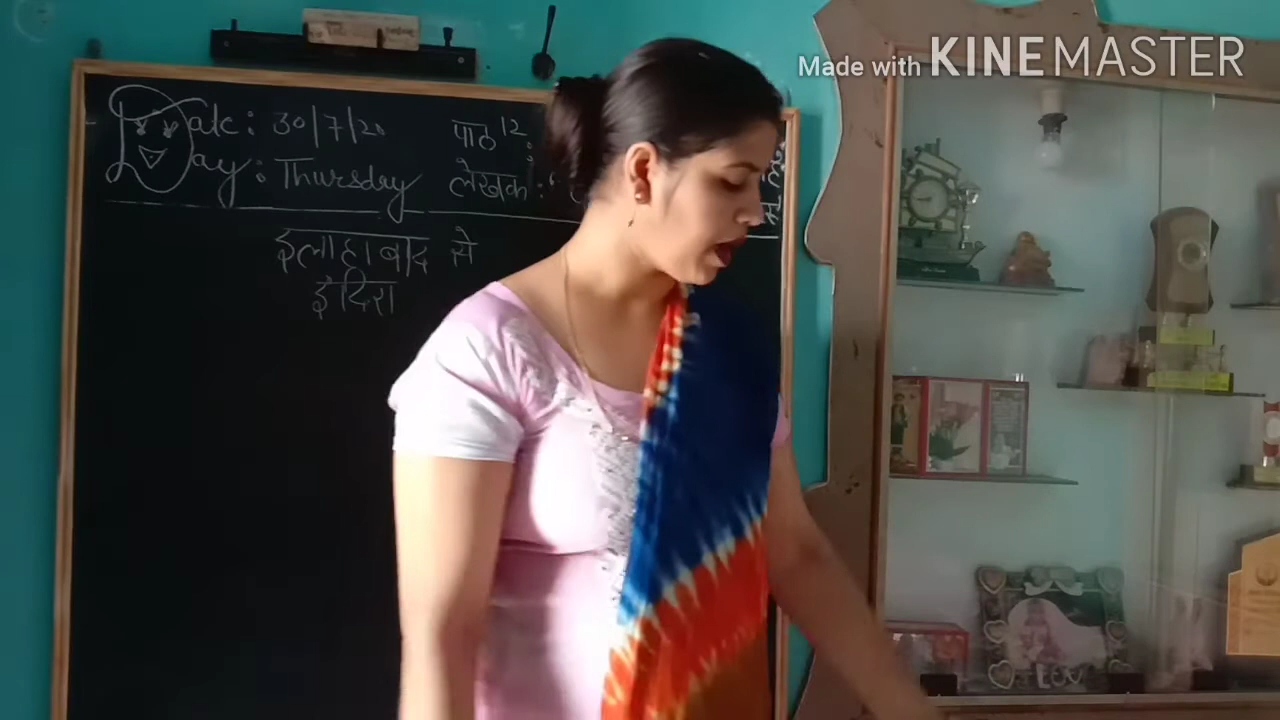 Made with KINEMASTER
Date: 30/7/20
Day: Thursday
पाठ 12:
लेखक:
इलाहाबाद से
इंदिरा